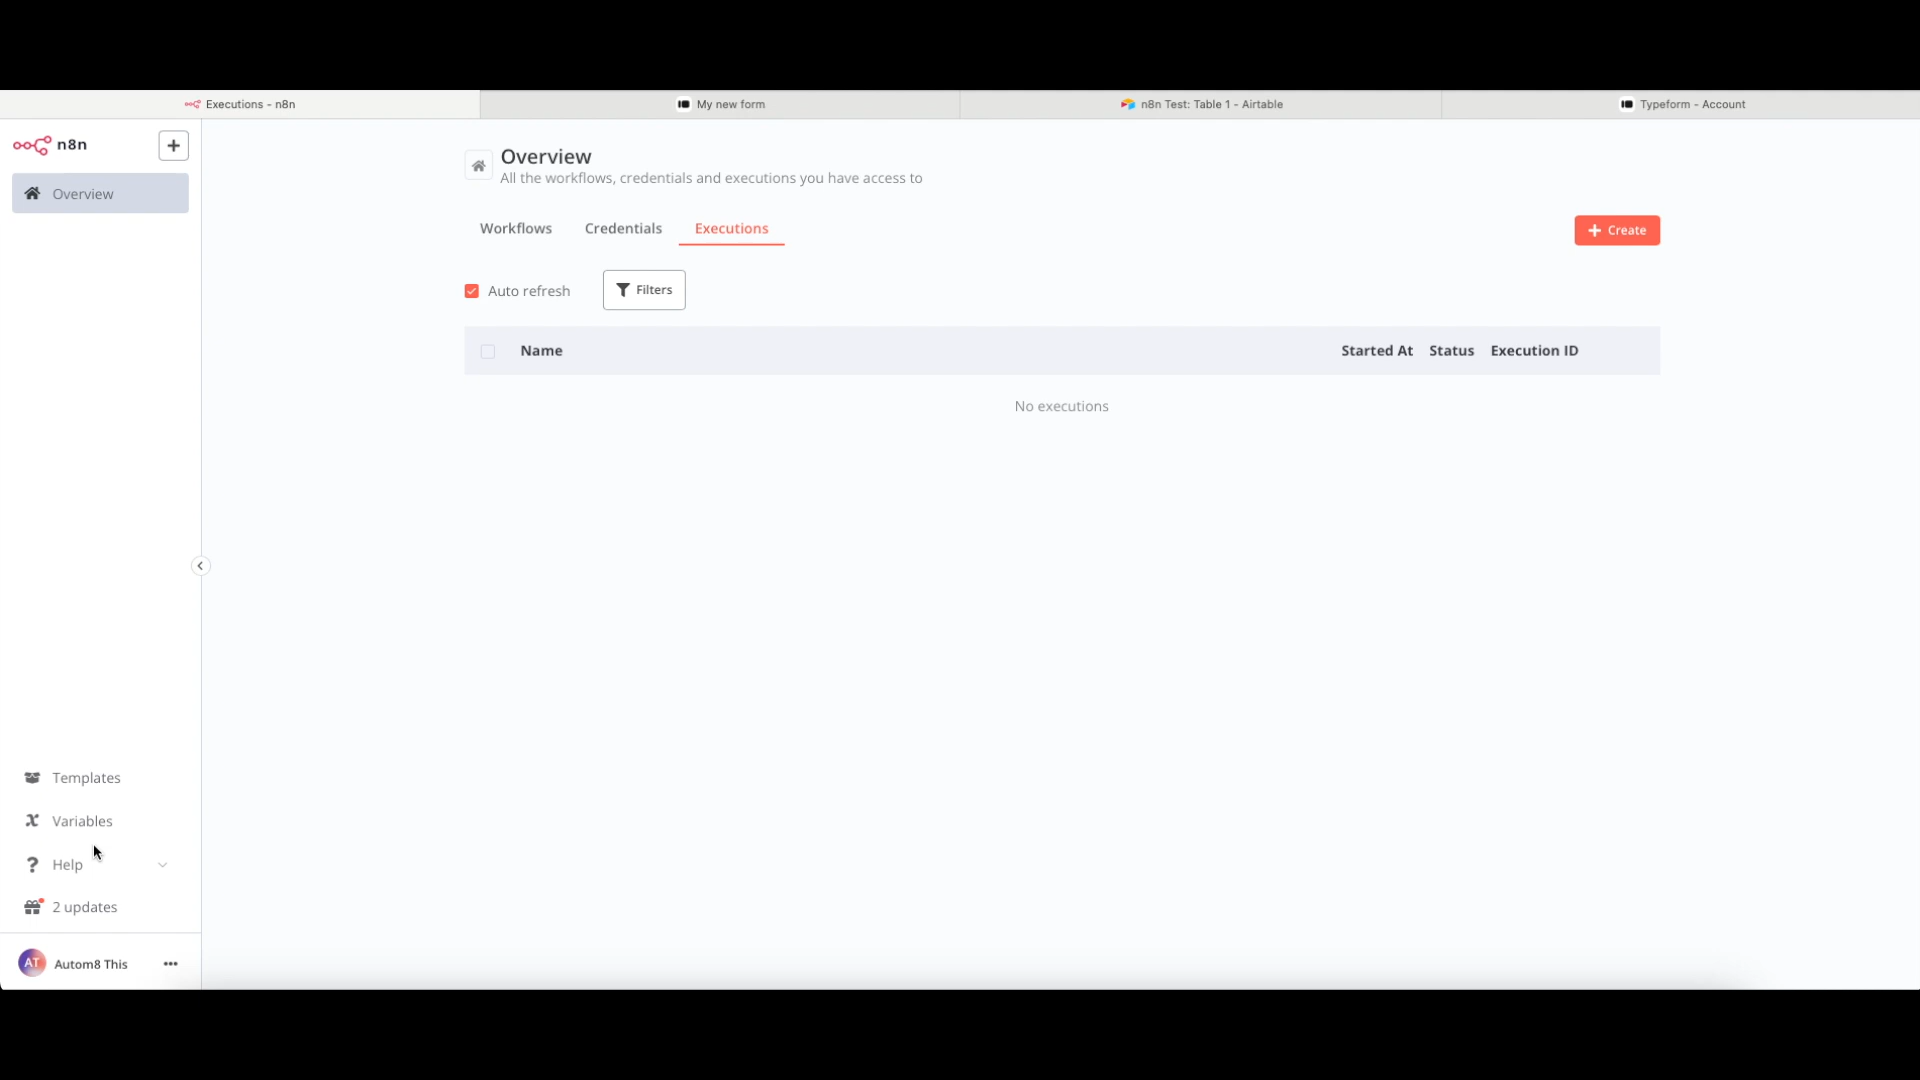 Executions - n8n
My new form
n8n Test: Table 1 - Airtable
Typeform - Account
n8n
Overview
Overview
All the workflows, credentials and executions you have access to
Workflows
Credentials
Executions
Create
Auto refresh
Filters
Name
Started At
Status
Execution ID
No executions
Templates
Variables
Help
2 updates
AT
Autom8 This